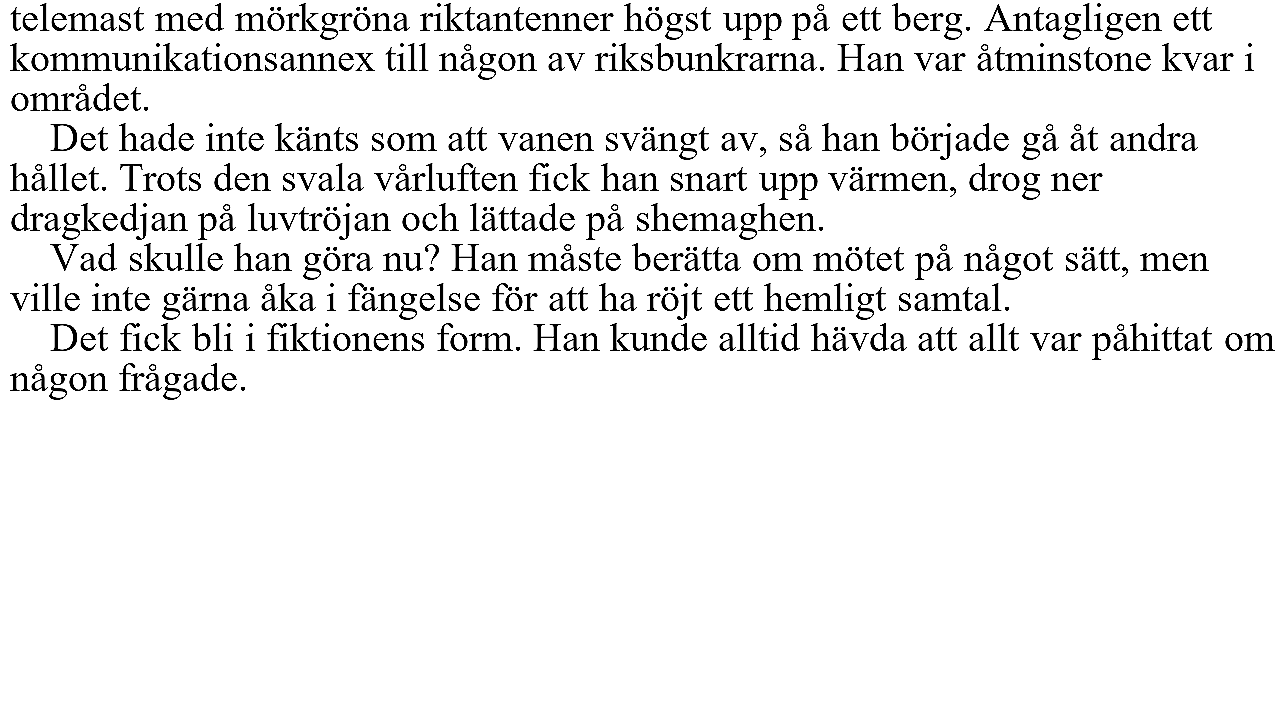 telemast med mörkgröna riktantenner högst upp på ett berg. Antagligen ett
kommunikationsannex till någon av riksbunkrarna. Han var åtminstone kvar i
området.
Det hade inte känts som att vanen svängt av, så han började gå åt andra
hållet. Trots den svala vårluften fick han snart upp värmen, drog ner
dragkedjan på luvtröjan och lättade på shemaghen.
Vad skulle han göra nu? Han måste berätta om mötet på något sätt, men
ville inte gärna åka i fängelse för att ha röjt ett hemligt samtal.
Det fick bli i fiktionens form. Han kunde alltid hävda att allt var påhittat om
någon frågade.